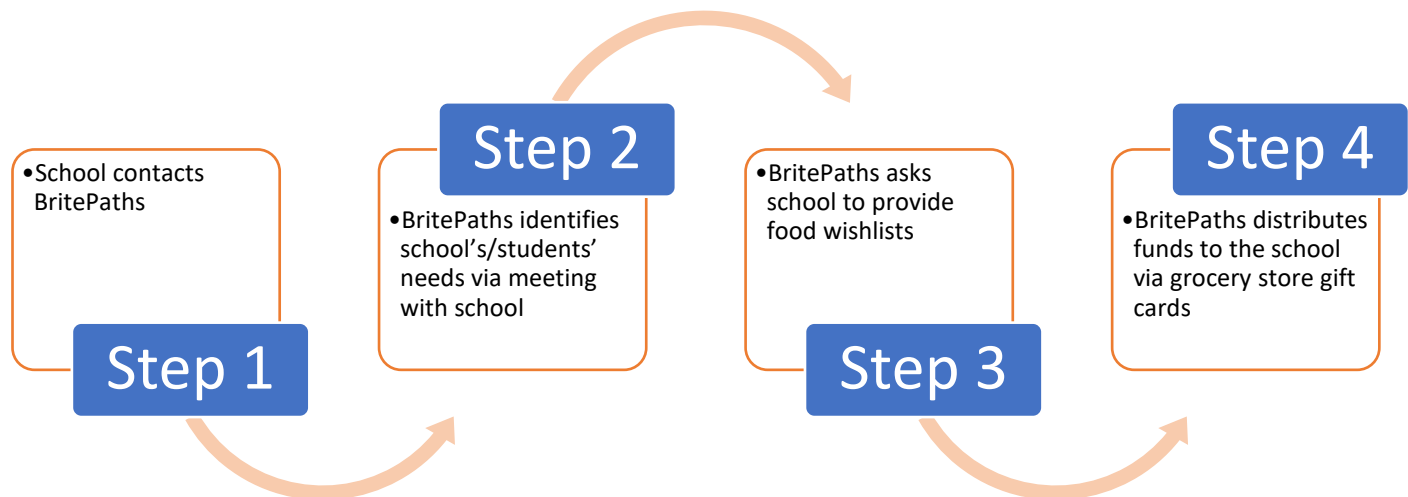 •School contacts
BritePaths
Step 1
Step 2
•BritePaths identifies
school’s/students’
needs via meeting
with school
•BritePaths asks
school to provide
food wishlists
Step 3
Step 4
•BritePaths distributes
funds to the school
via grocery store gift
cards